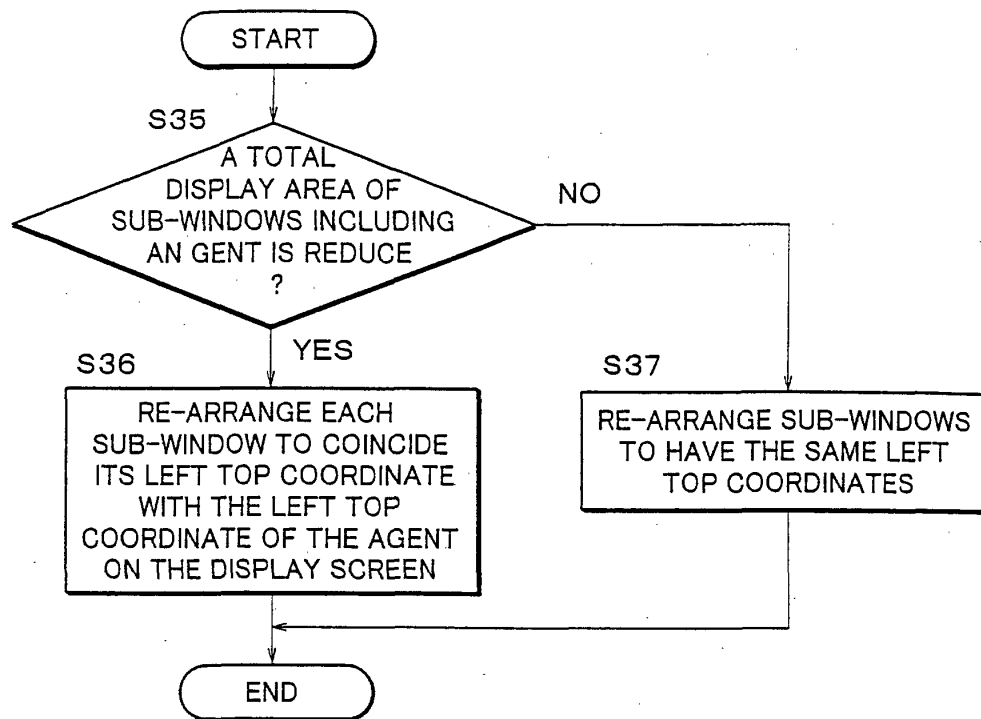 START
S35
A TOTAL
DISPLAY AREA OF
SUB-WINDOWS INCLUDING
AN GENT IS REDUCE
?
NO
YES
S36
RE-ARRANGE EACH
SUB-WINDOW TO COINCIDE
ITS LEFT TOP COORDINATE
WITH THE LEFT TOP
COORDINATE OF THE AGENT
ON THE DISPLAY SCREEN
S37
RE-ARRANGE SUB-WINDOWS
TO HAVE THE SAME LEFT
TOP COORDINATES
END